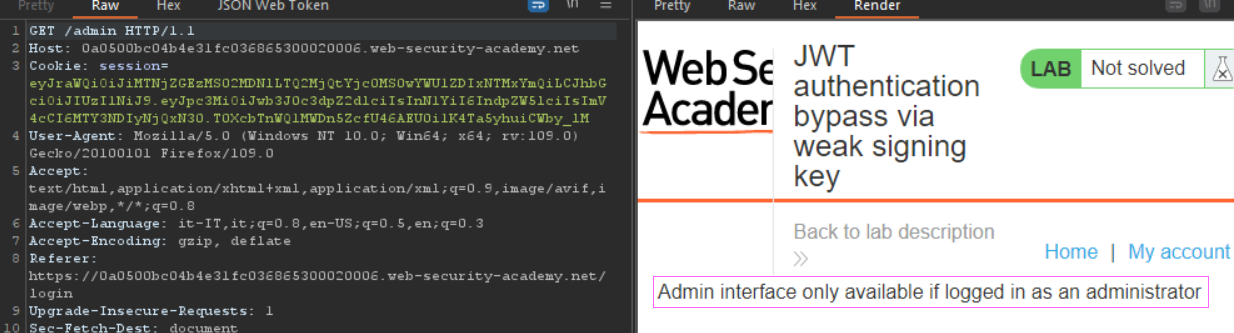 Pretty Raw Hex JSON Web Token \n
1 GET /admin HTTP/1.1
2 Host: 0a0500bc04b4e31fc036865300020006.web-security-academy.net
3 Cookie: session=
4 User-Agent: Mozilla/5.0 (Windows NT 10.0; Win64; x64; rv:109.0)
Gecko/20100101 Firefox/109.0
5 Accept:
text/html,application/xhtml+xml,application/xml;q=0.9,image/avif,i
mage/webp,*/*;q=0.8
6 Accept-Language: it-IT,it;q=0.8,en-US;q=0.5,en;q=0.3
7 Accept-Encoding: gzip, deflate
8 Referer:
https://0a0500bc04b4e31fc036865300020006.web-security-academy.net/
login
9 Upgrade-Insecure-Requests: 1
10 Sec-Fetch-Dest: document
Pretty Raw Hex Render \n
Web Se
Academ
JWT
authentication
bypass via
weak signing
key
LAB Not solved
Back to lab description
»
Home | My account
Admin interface only available if logged in as an administrator